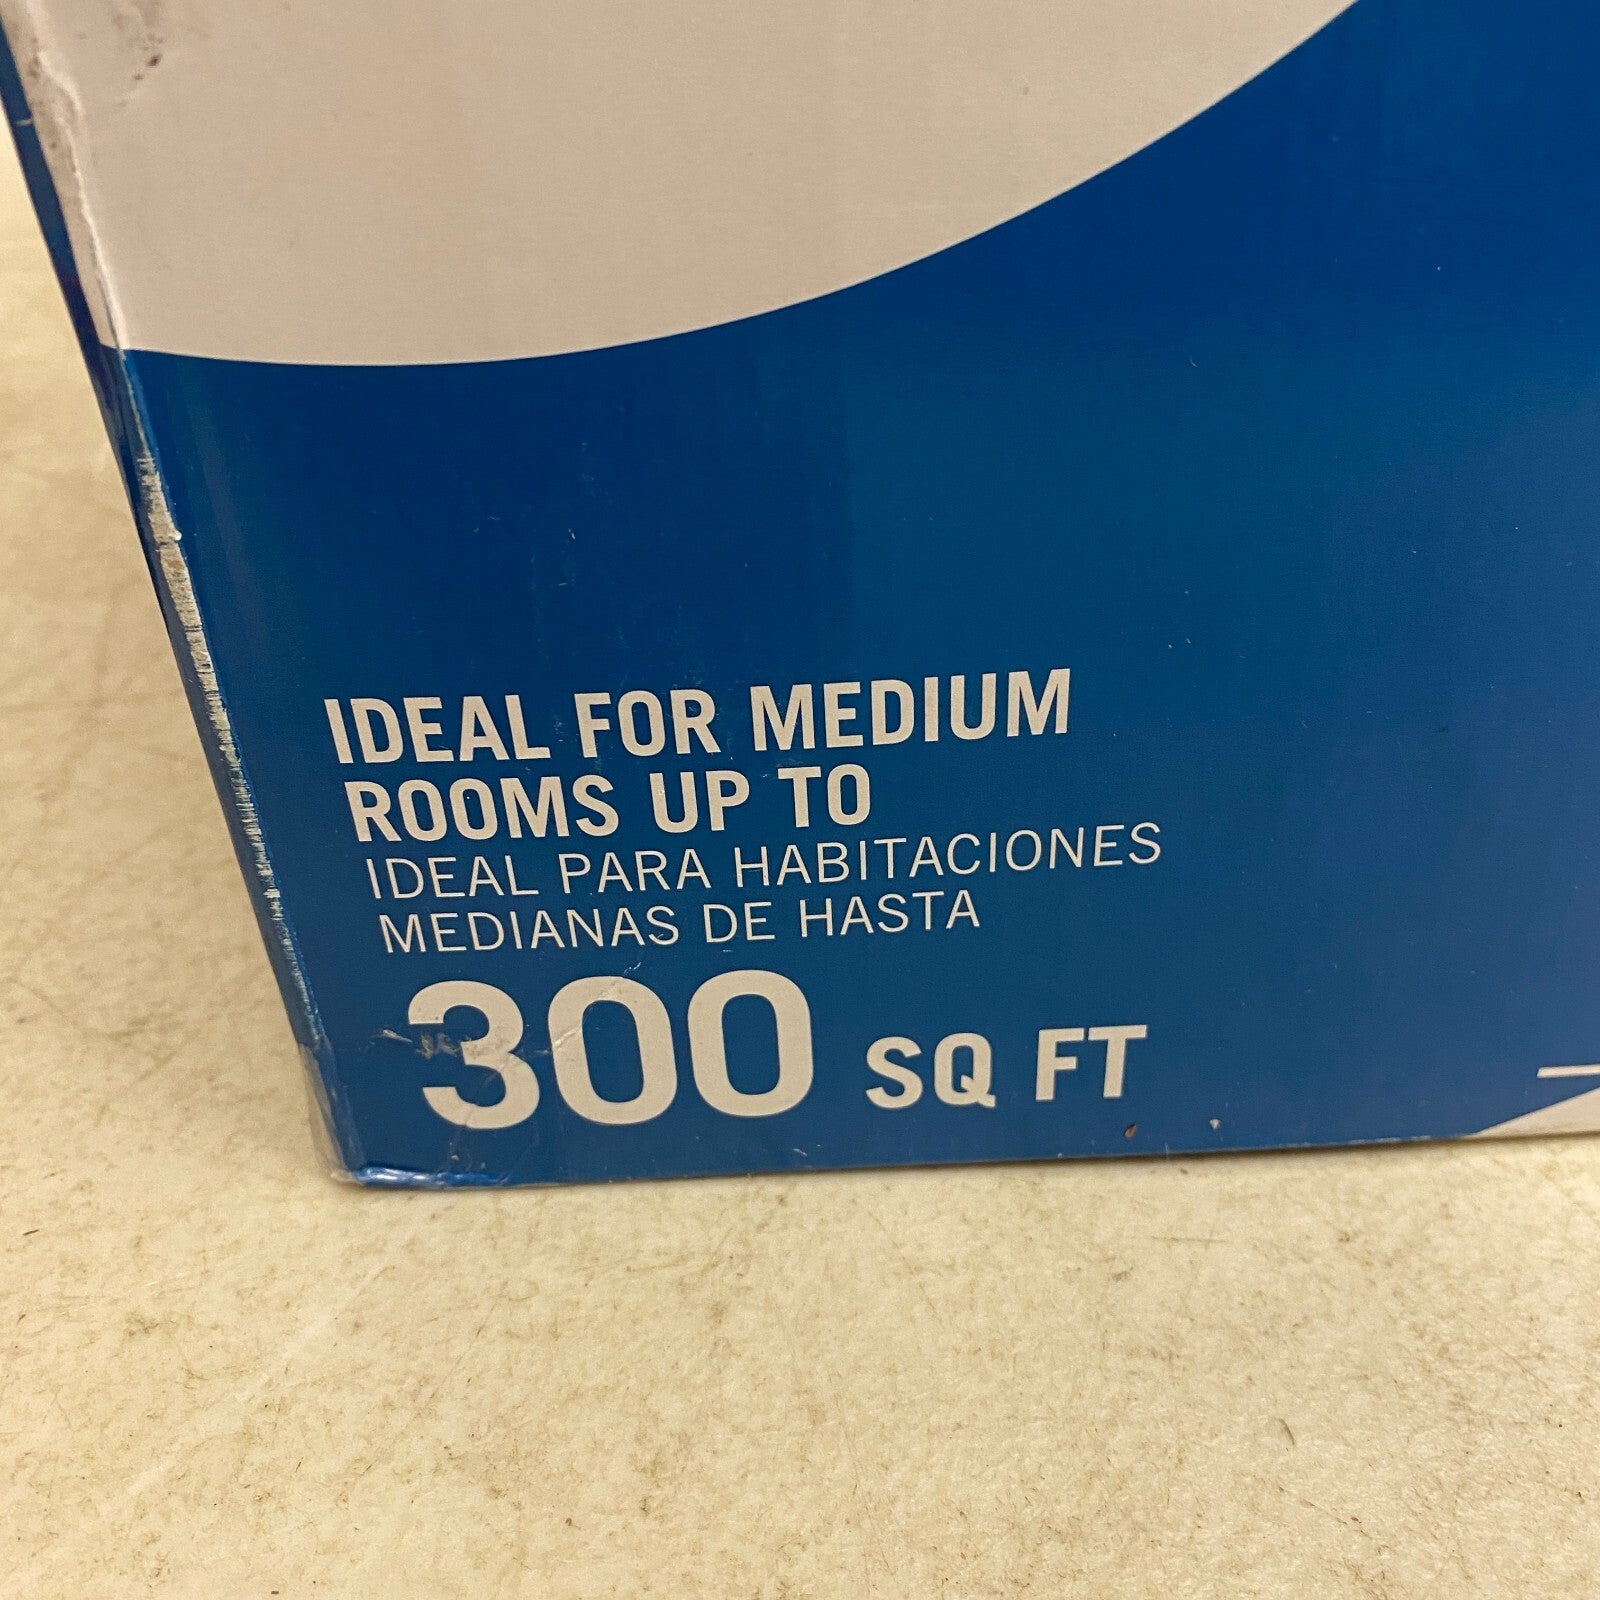 IDEAL FOR MEDIUM
ROOMS UP TO
IDEAL PARA HABITACIONES
MEDIANAS DE HASTA
300 SQ FT